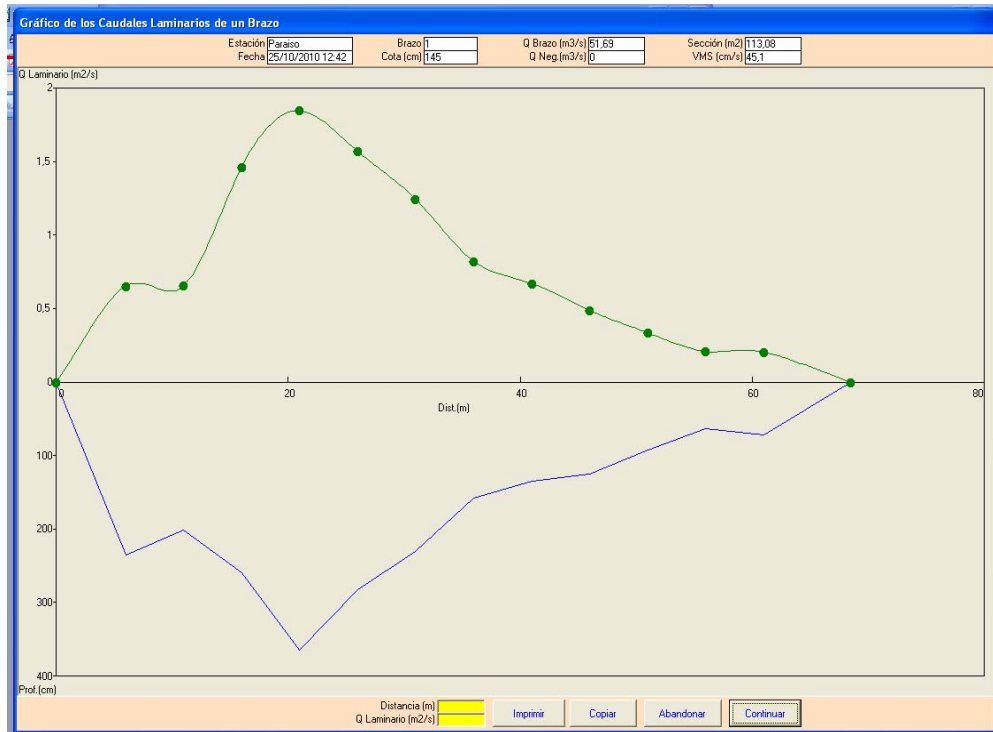 Gráfico de los Caudales Laminarios de un Brazo
Estación Paraiso Brazo 1 Q Brazo (m3/s) 51,69 Sección (m2) 113,08
Fecha 25/10/2010 12:42 Cota (cm) 145 Q Neg.(m3/s) 0 VMS (cm/s) 45,1
Q Laminario (m2/s)
2
1,5
1
0,5
0
0 20 40 60 80
Dist.(m)
100
200
300
400
Prof.(cm)
Distancia (m)
Q Laminario (m2/s)
Imprimir Copiar Abandonar Continuar